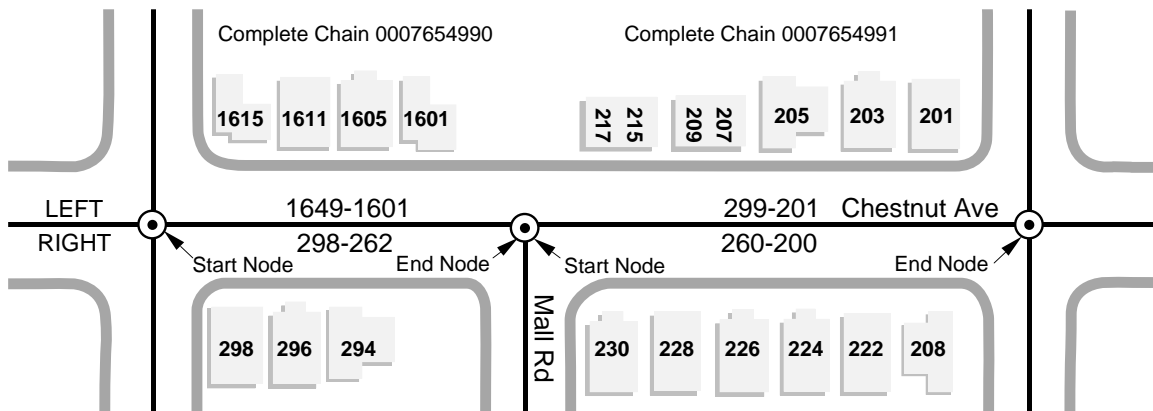 Complete Chain 0007654990
Complete Chain 0007654991
1615 1611 1605 1601
217 215 209 207 205 203 201
LEFT 1649-1601 299-201 Chestnut Ave
RIGHT 298-262 260-200
Start Node End Node Start Node End Node
Mall Rd
298 296 294
230 228 226 224 222 208